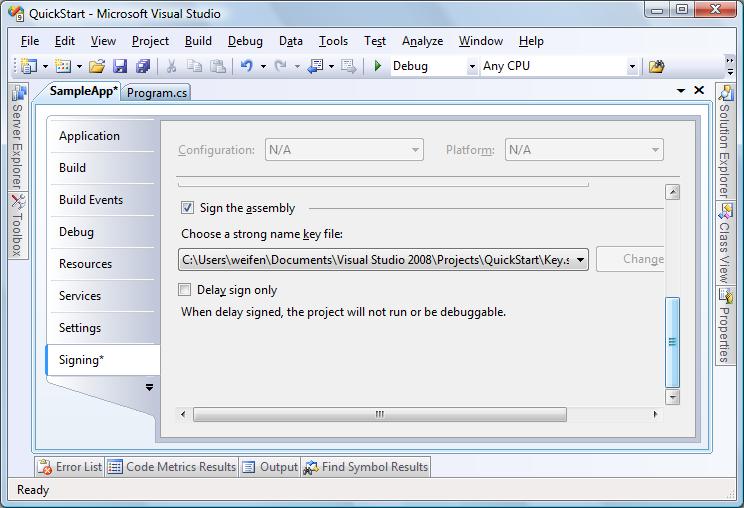 QuickStart - Microsoft Visual Studio
File Edit View Project Build Debug Data Tools Test Analyze Window Help
Debug Any CPU
SampleApp* Program.cs
Server Explorer
Toolbox
Application
Build
Build Events
Debug
Resources
Services
Settings
Signing*
Configuration: N/A Platform: N/A
Sign the assembly
Choose a strong name key file:
C:\Users\weifen\Documents\Visual Studio 2008\Projects\QuickStart\Key.s Change
Delay sign only
When delay signed, the project will not run or be debuggable.
Solution Explorer
Class View
Properties
Error List Code Metrics Results Output Find Symbol Results
Ready